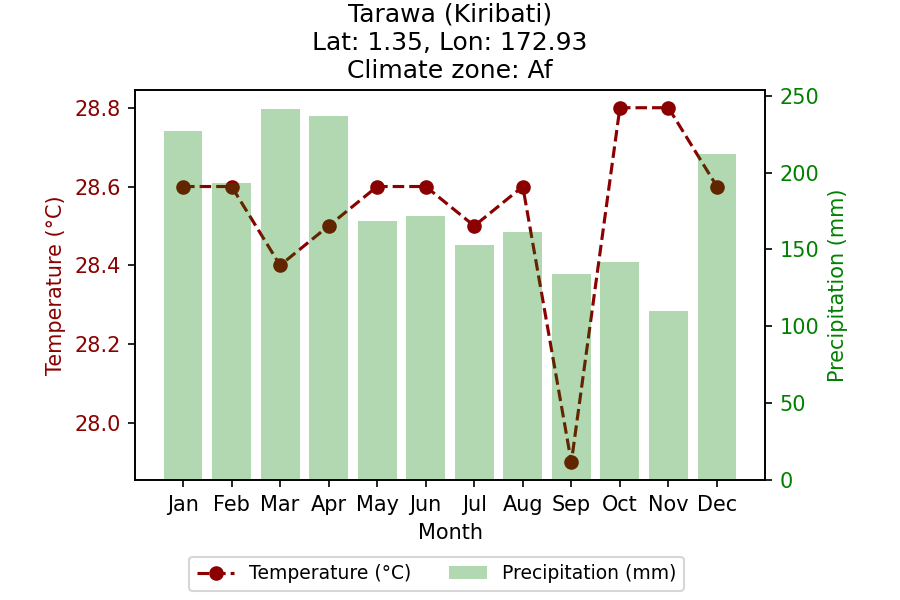 Tarawa (Kiribati)
Lat: 1.35, Lon: 172.93
Climate zone: Af
28.8
28.6
28.4
28.2
28.0
Temperature (°C)
250
200
150
100
50
0
Precipitation (mm)
Jan Feb Mar Apr May Jun Jul Aug Sep Oct Nov Dec
Month
Temperature (°C) Precipitation (mm)